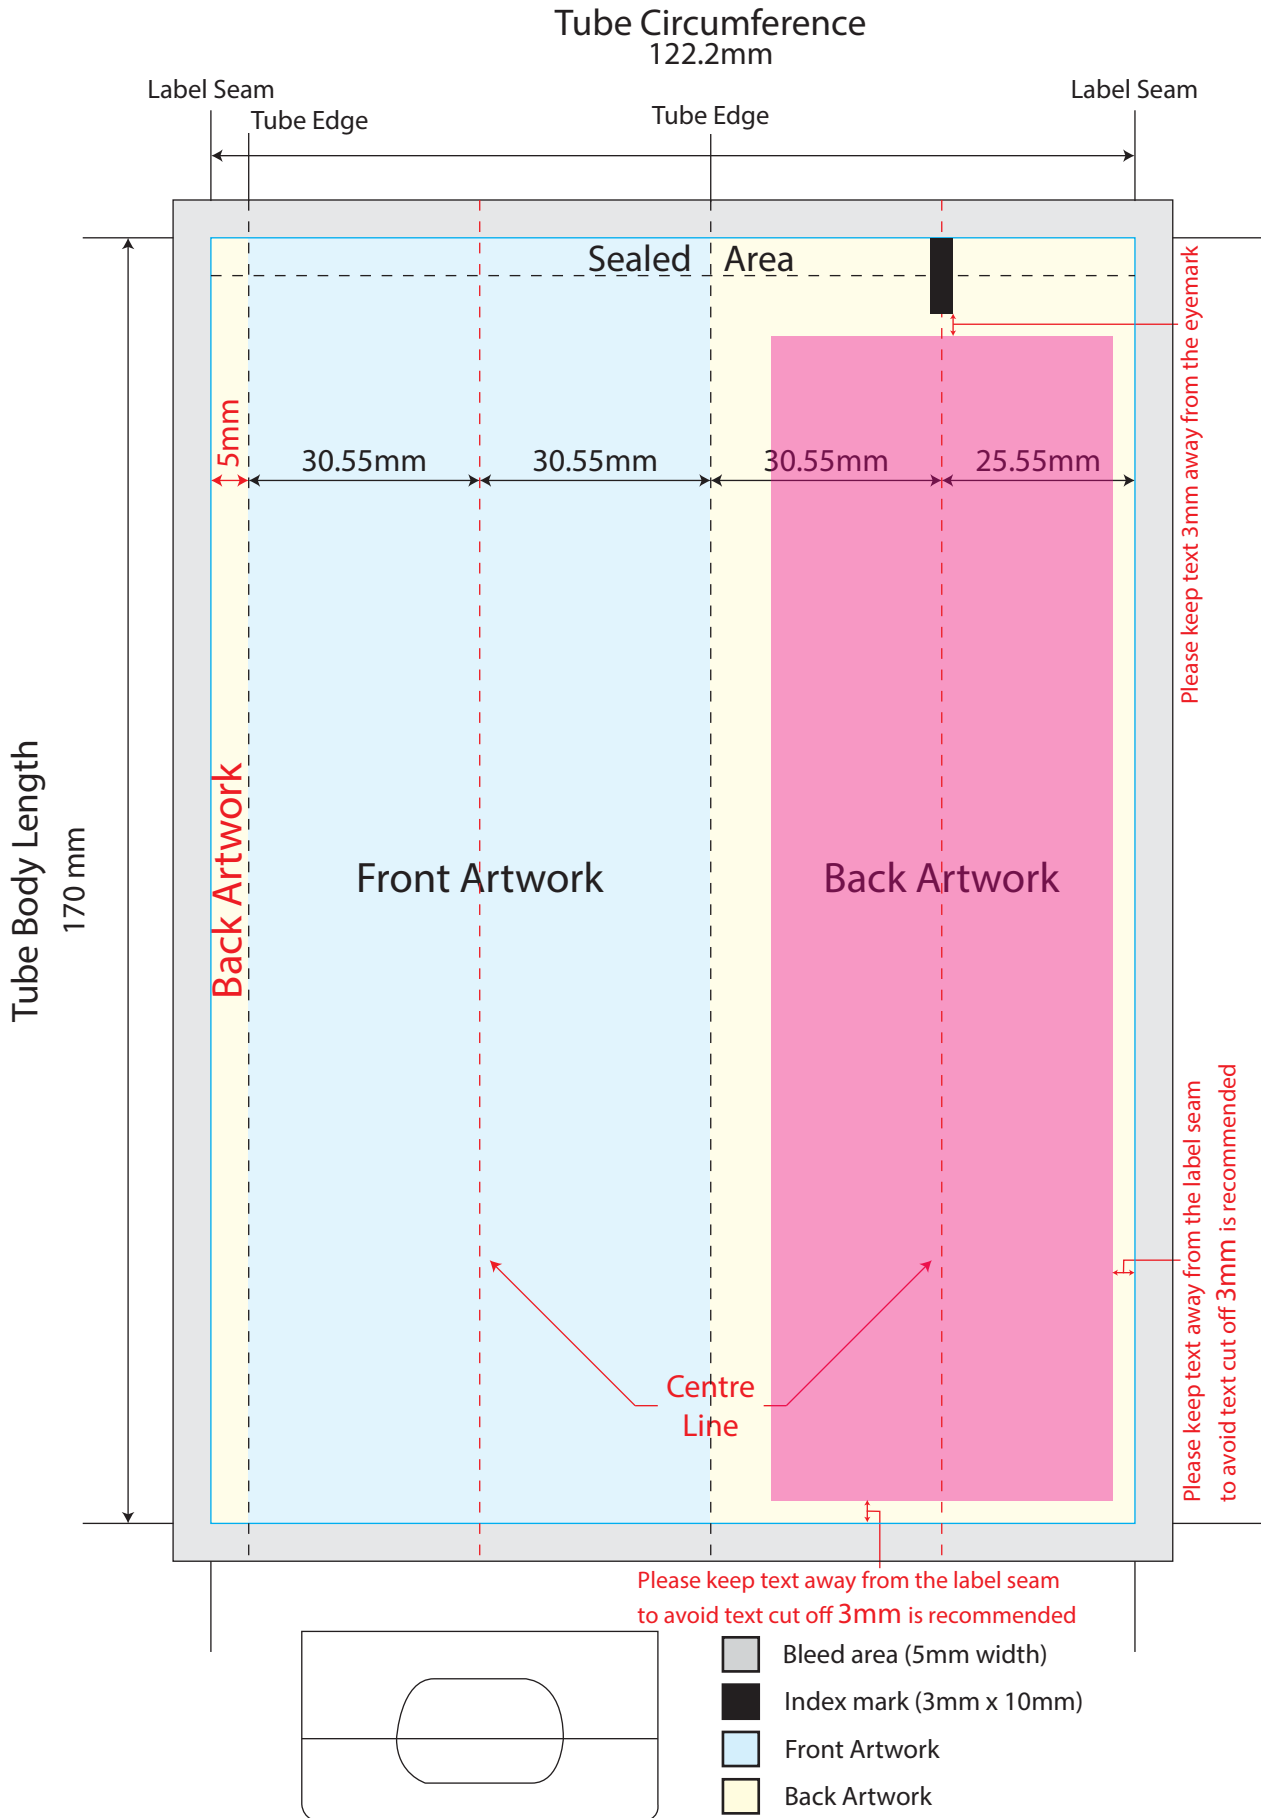 Tube Circumference
122.2mm
Label Seam
Label Seam
Tube Edge
Tube Edge
Sealed Area
Please keep text 3mm away from the eyemark
5mm
30.55mm
30.55mm
30.55mm
25.55mm
Tube Body Length
170 mm
Back Artwork
Front Artwork
Back Artwork
Please keep text away from the label seam
to avoid text cut off 3mm is recommended
Centre
Line
Please keep text away from the label seam
to avoid text cut off 3mm is recommended
Bleed area (5mm width)
Index mark (3mm x 10mm)
Front Artwork
Back Artwork